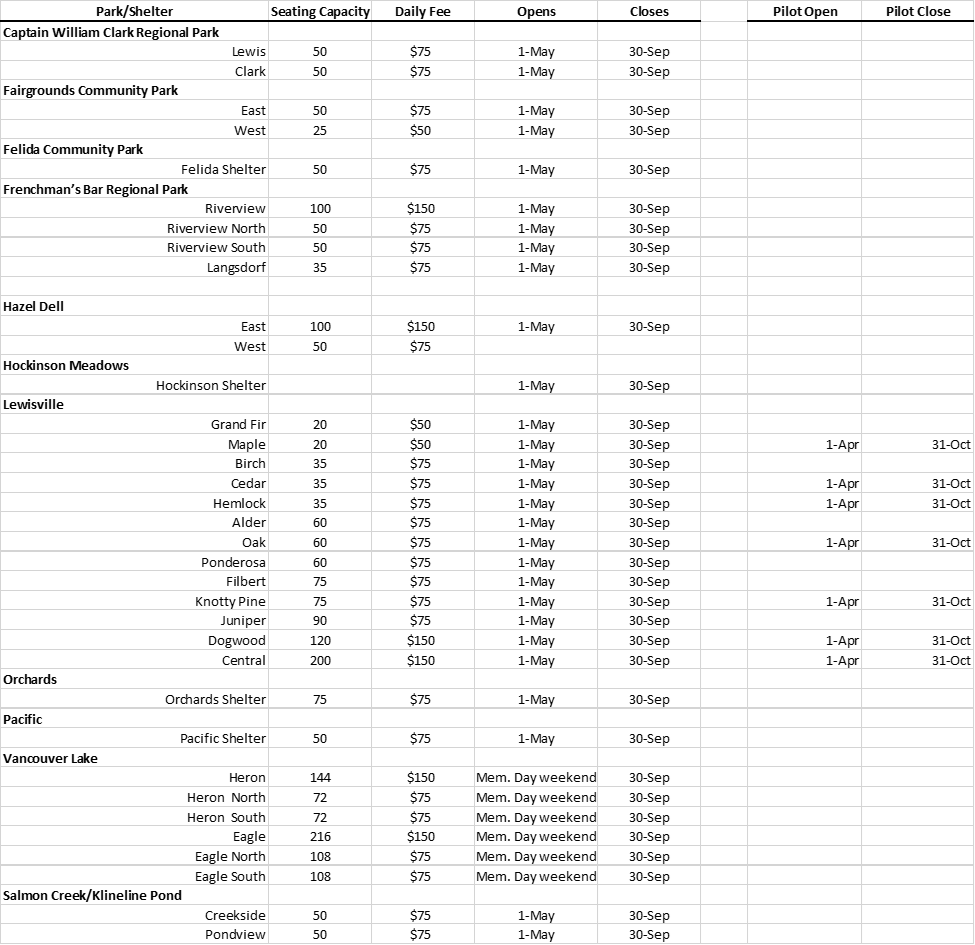 Park/Shelter Seating Capacity Daily Fee Opens Closes Pilot Open Pilot Close
Captain William Clark Regional Park
Lewis 50 $75 1-May 30-Sep
Clark 50 $75 1-May 30-Sep
Fairgrounds Community Park
East 50 $75 1-May 30-Sep
West 25 $50 1-May 30-Sep
Felida Community Park
Felida Shelter 50 $75 1-May 30-Sep
Frenchman’s Bar Regional Park
Riverview 100 $150 1-May 30-Sep
Riverview North 50 $75 1-May 30-Sep
Riverview South 50 $75 1-May 30-Sep
Langsdorf 35 $75 1-May 30-Sep
Hazel Dell
East 100 $150 1-May 30-Sep
West 50 $75
Hockinson Meadows
Hockinson Shelter 1-May 30-Sep
Lewisville
Grand Fir 20 $50 1-May 30-Sep
Maple 20 $50 1-May 30-Sep 1-Apr 31-Oct
Birch 35 $75 1-May 30-Sep
Cedar 35 $75 1-May 30-Sep 1-Apr 31-Oct
Hemlock 35 $75 1-May 30-Sep 1-Apr 31-Oct
Alder 60 $75 1-May 30-Sep
Oak 60 $75 1-May 30-Sep 1-Apr 31-Oct
Ponderosa 60 $75 1-May 30-Sep
Filbert 75 $75 1-May 30-Sep
Knotty Pine 75 $75 1-May 30-Sep 1-Apr 31-Oct
Juniper 90 $75 1-May 30-Sep
Dogwood 120 $150 1-May 30-Sep 1-Apr 31-Oct
Central 200 $150 1-May 30-Sep 1-Apr 31-Oct
Orchards
Orchards Shelter 75 $75 1-May 30-Sep
Pacific
Pacific Shelter 50 $75 1-May 30-Sep
Vancouver Lake
Heron 144 $150 Mem. Day weekend 30-Sep
Heron North 72 $75 Mem. Day weekend 30-Sep
Heron South 72 $75 Mem. Day weekend 30-Sep
Eagle 216 $150 Mem. Day weekend 30-Sep
Eagle North 108 $75 Mem. Day weekend 30-Sep
Eagle South 108 $75 Mem. Day weekend 30-Sep
Salmon Creek/Klineline Pond
Creekside 50 $75 1-May 30-Sep
Pondview 50 $75 1-May 30-Sep